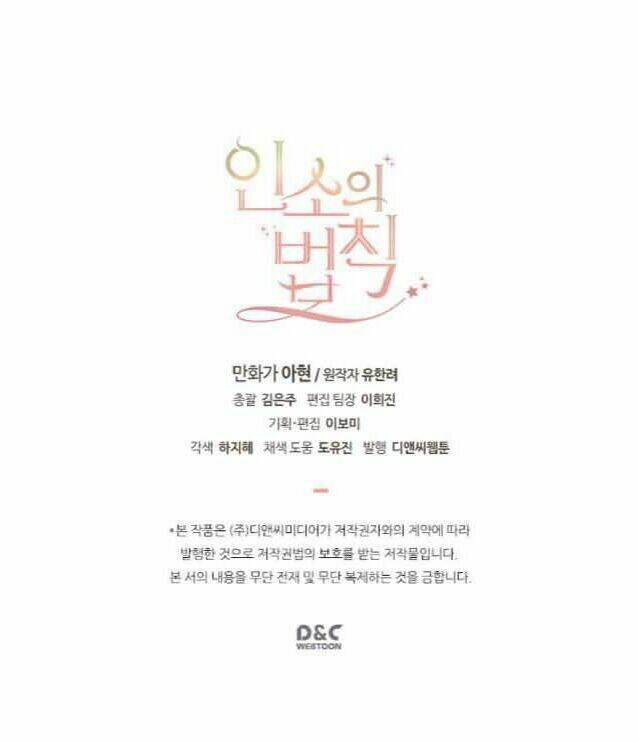 인소의
법칙
만화가 아현 / 원작자 유한려
총괄 김은주 편집 팀장 이희진
기획·편집 이보미
각색 하지혜 채색 도움 도유진 발행 디앤씨웹툰
*본 작품은 (주)디앤씨미디어가 저작권자와의 계약에 따라
발행한 것으로 저작권법의 보호를 받는 저작물입니다.
본 서의 내용을 무단 전재 및 무단 복제하는 것을 금합니다.
D&C
WEBTOON